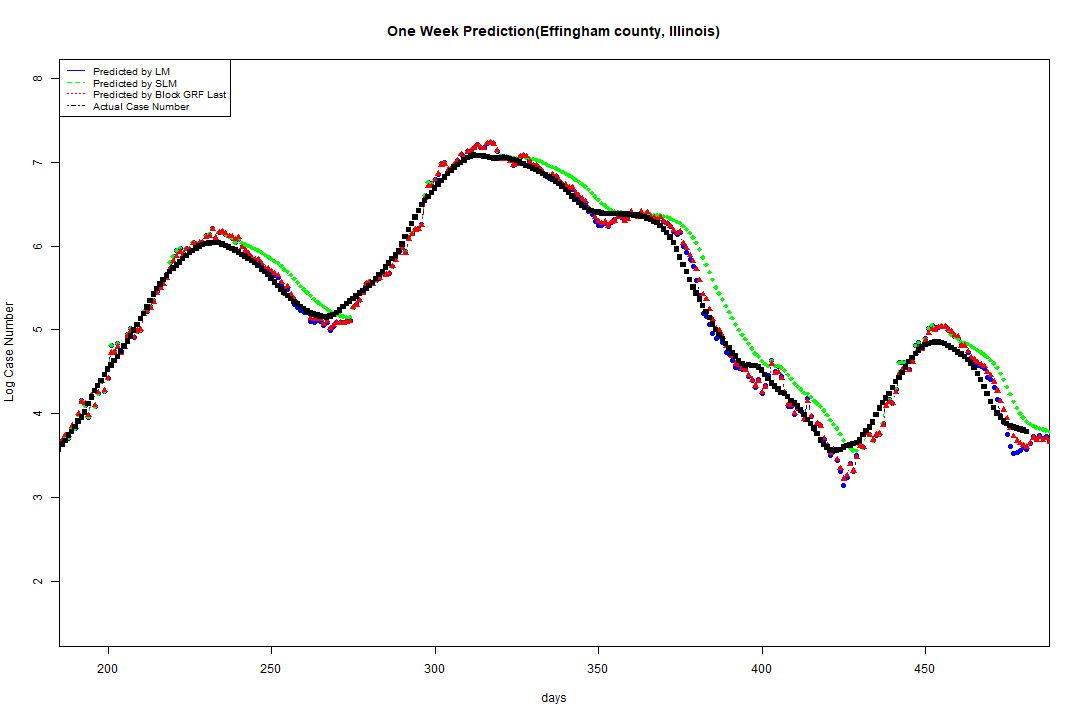 One Week Prediction(Effingham county, Illinois)
Predicted by LM
Predicted by SLM
Predicted by Block GRF Last
Actual Case Number
8
7
6
5
4
3
2
Log Case Number
200 250 300 350 400 450
days